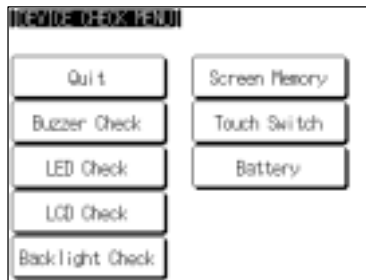 [DEVICE CHECK MENU]
Quit
Buzzer Check
LED Check
LCD Check
Backlight Check
Screen Memory
Touch Switch
Battery